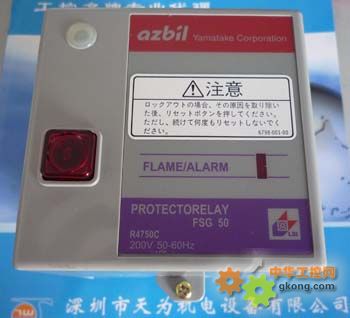 azbil Yamatake Corporation
注意
ロックアウトの場合、その原因を取り除い
た後、リセットボタンを押してください。
ただし、続けて何度もリセットしないで
ください。
FLAME/ALARM
PROTECTORELAY
FSG 50
R4750C
200V 50-60Hz
中华工控网
gkong.com
深圳市天为机电设备有限公